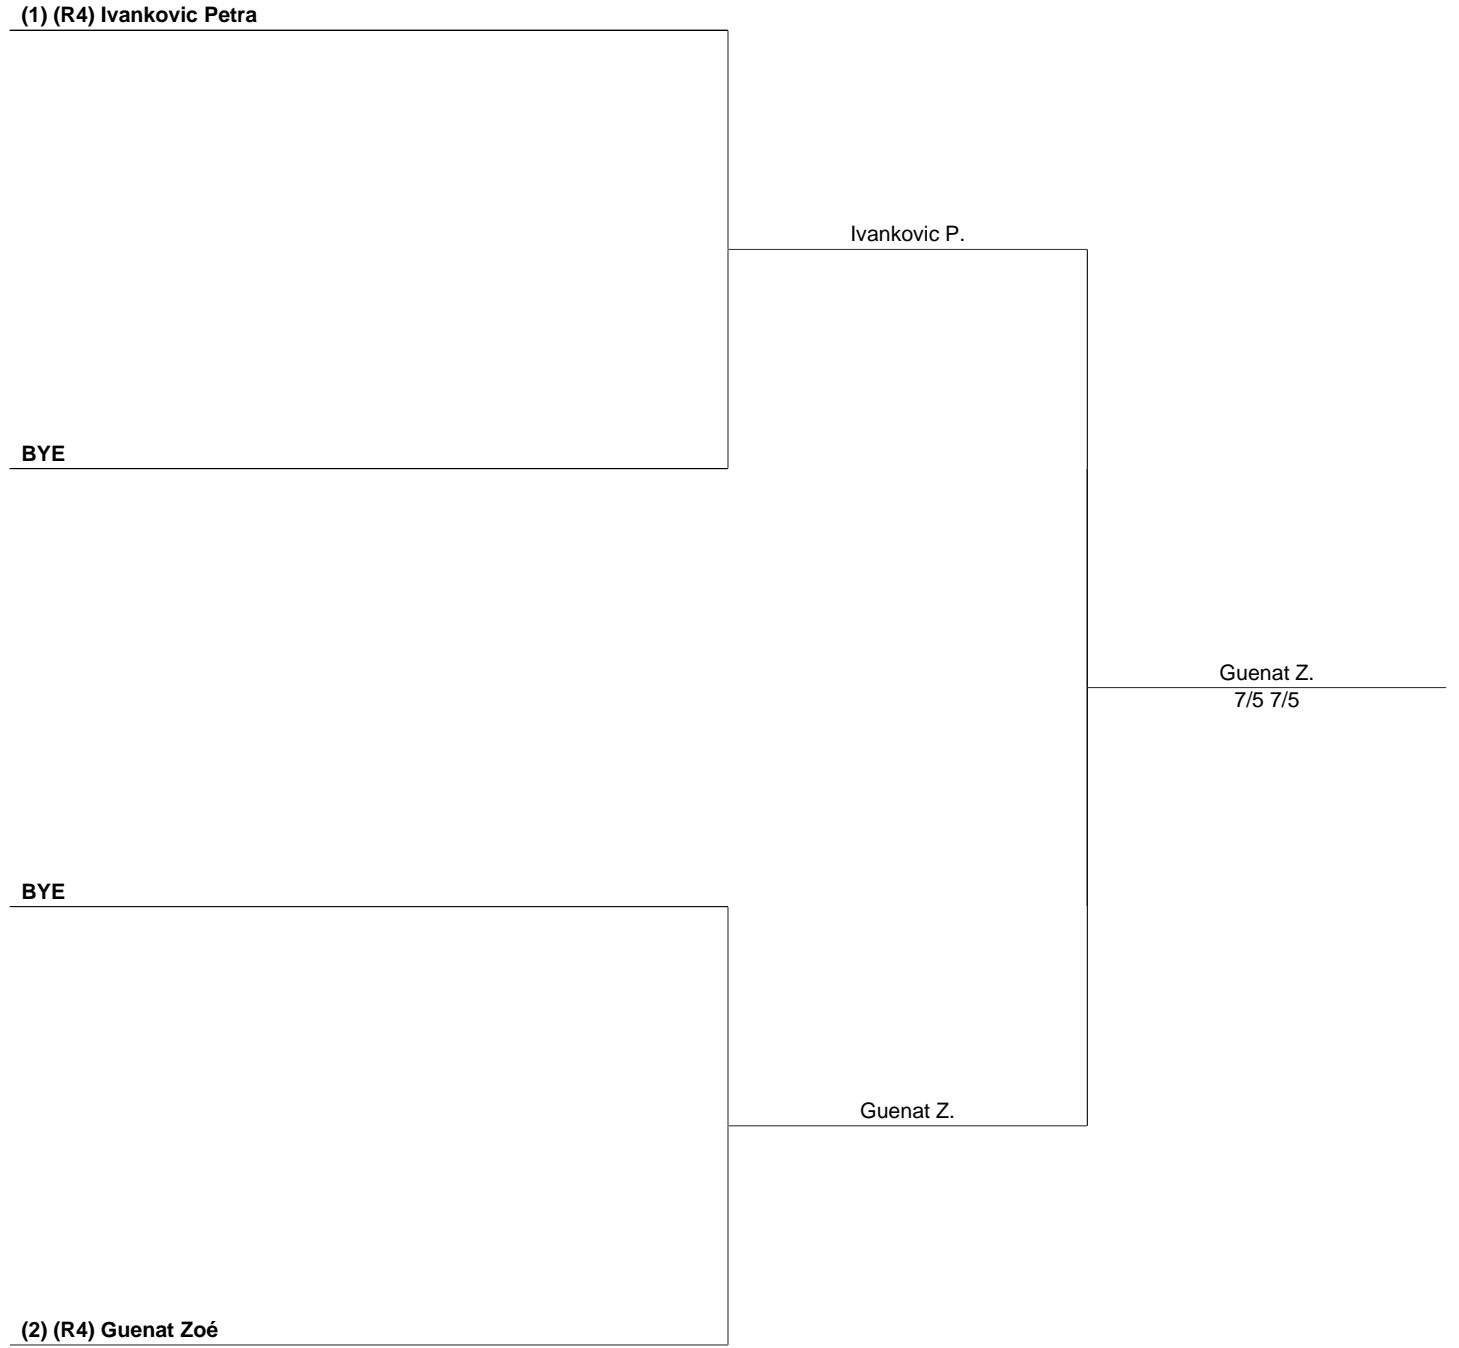 (1) (R4) Ivankovic Petra
Ivankovic P.
BYE
Guenat Z.
7/5 7/5
BYE
Guenat Z.
(2) (R4) Guenat Zoé